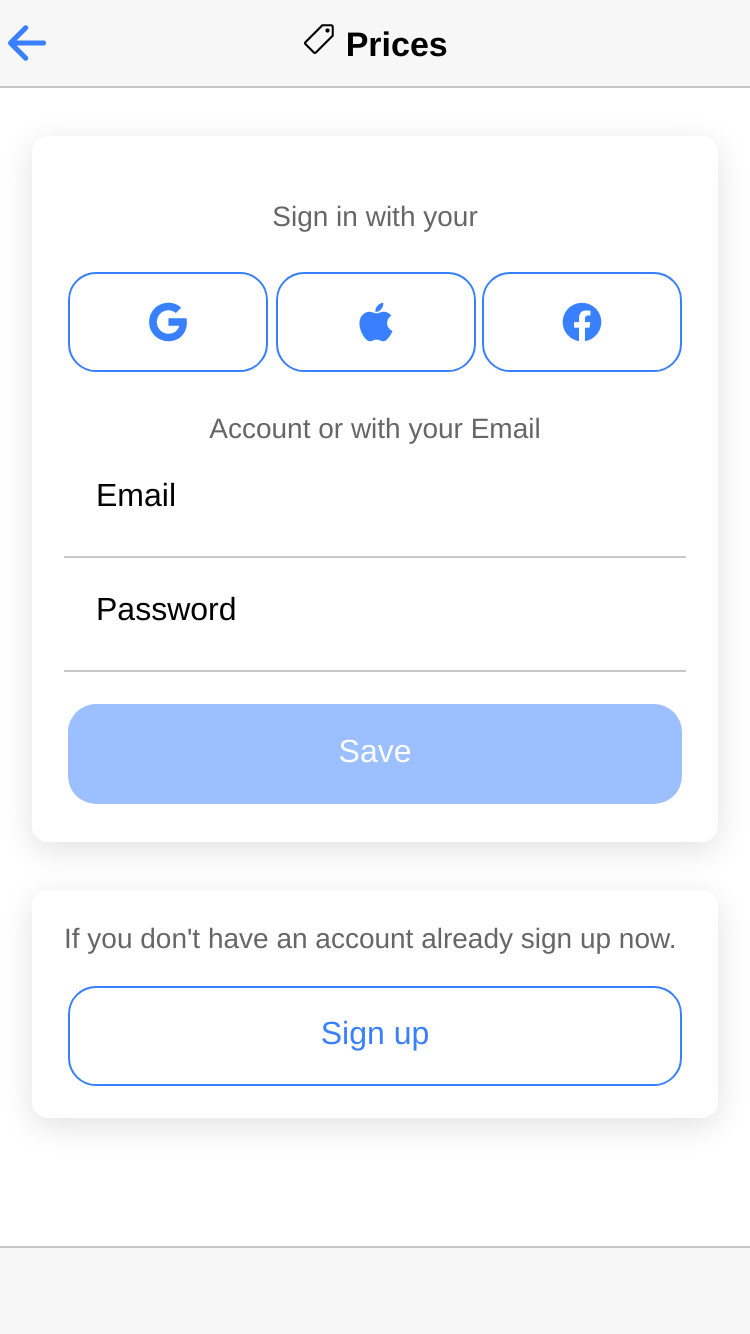 Prices
Sign in with your
Account or with your Email
Email
Password
Save
If you don't have an account already sign up now.
Sign up